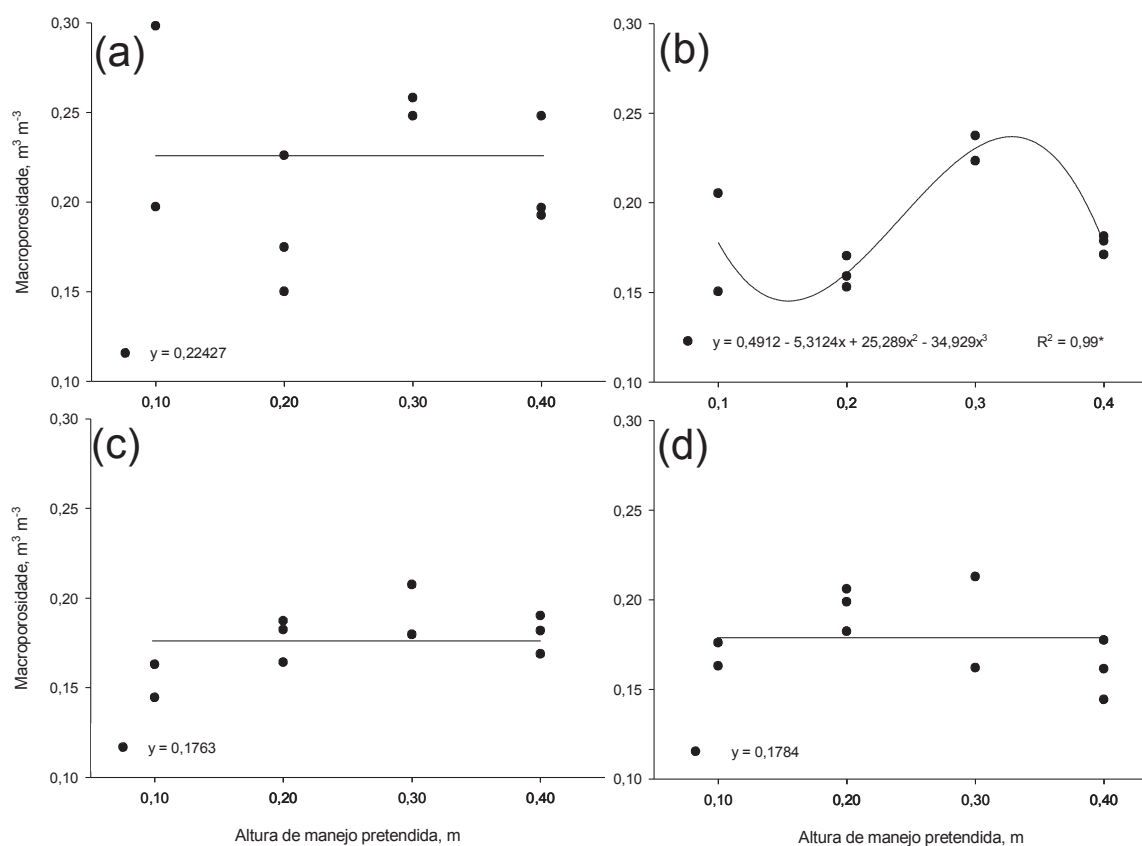 (a)
0,30
0,25
0,20
0,15
0,10
Macroporosidade, m³ m⁻³
y = 0,22427
0,10 0,20 0,30 0,40
(b)
0,30
0,25
0,20
0,15
0,10
y = 0,4912 - 5,3124x + 25,289x² - 34,929x³ R² = 0,99*
0,1 0,2 0,3 0,4
(c)
0,30
0,25
0,20
0,15
0,10
Macroporosidade, m³ m⁻³
y = 0,1763
0,10 0,20 0,30 0,40
Altura de manejo pretendida, m
(d)
0,30
0,25
0,20
0,15
0,10
y = 0,1784
0,10 0,20 0,30 0,40
Altura de manejo pretendida, m